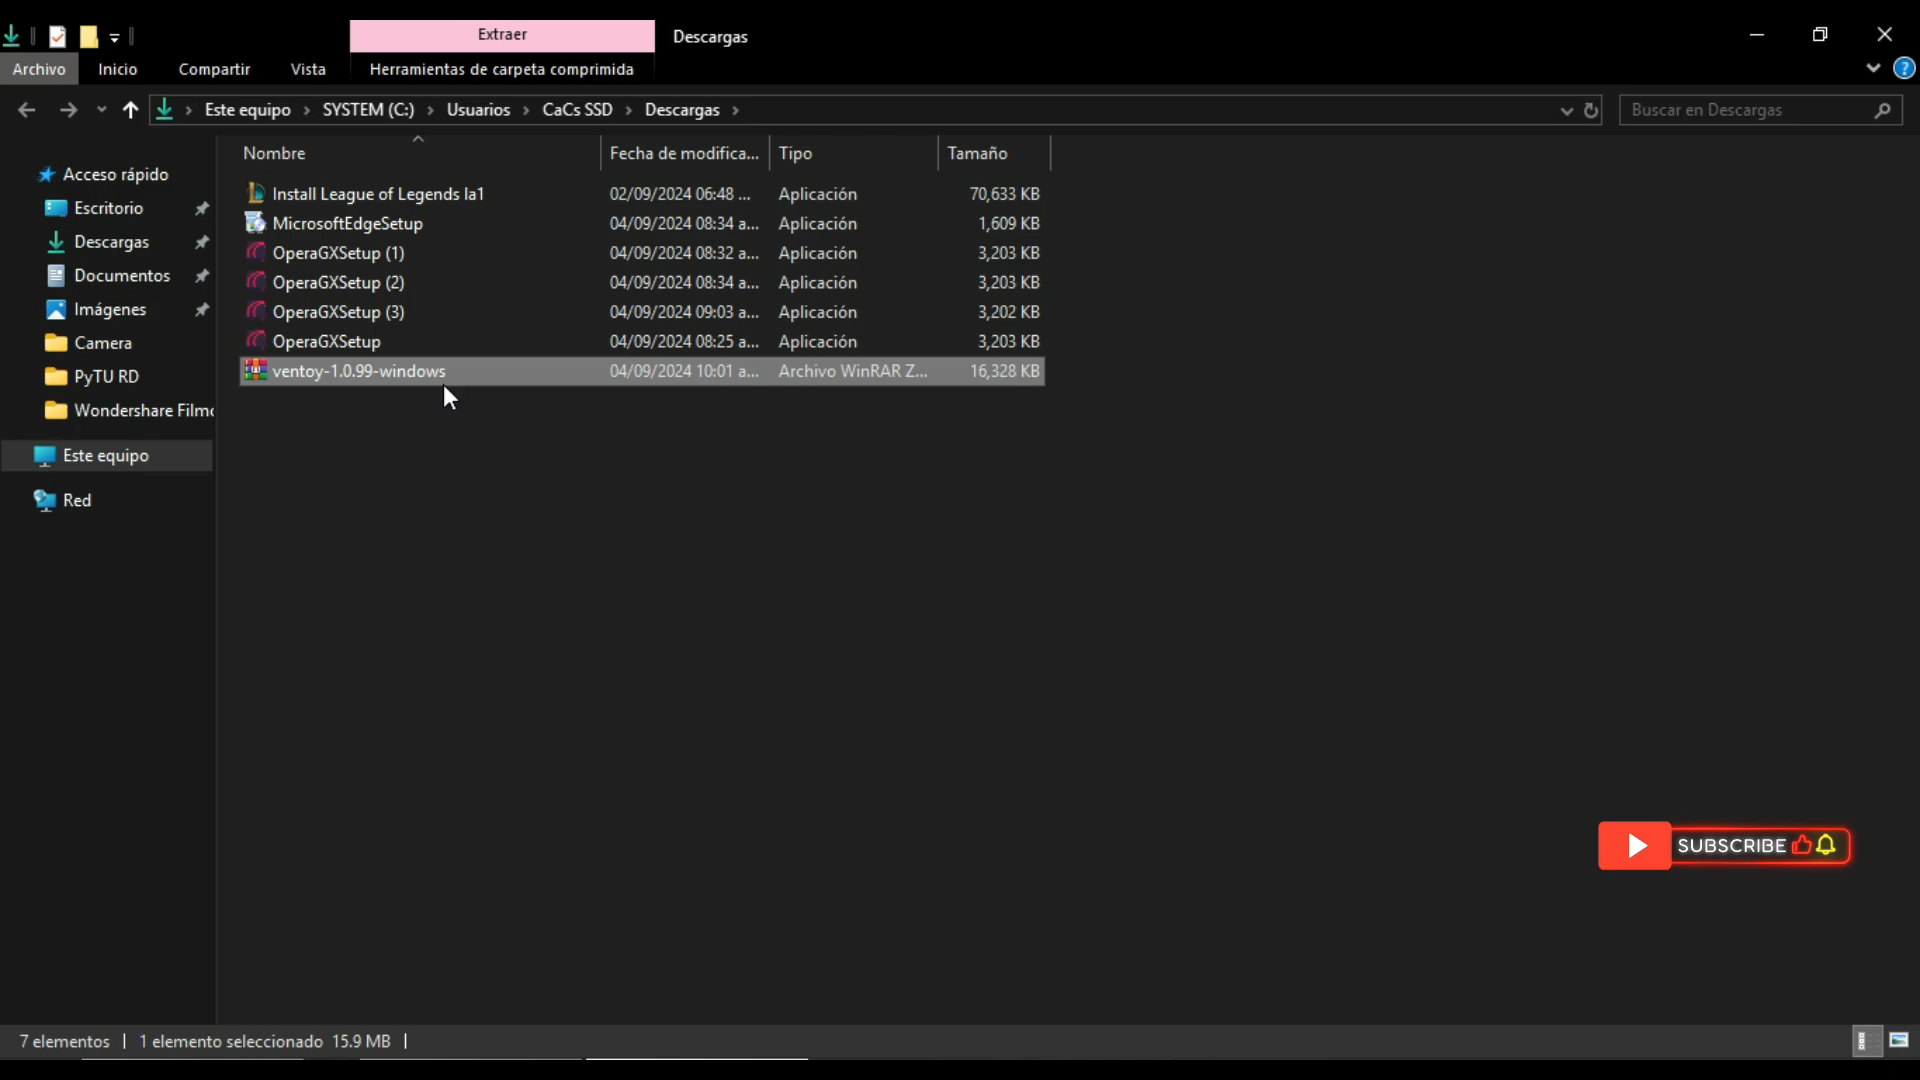 Extraer
Descargas
Archivo Inicio Compartir Vista Herramientas de carpeta comprimida
Este equipo SYSTEM (C:) Usuarios CaCs SSD Descargas
Buscar en Descargas
Nombre Fecha de modifica... Tipo Tamaño
Acceso rápido
Escritorio
Descargas
Documentos
Imágenes
Camera
PyTU RD
Wondershare Filmo
Este equipo
Red
Install League of Legends la1 02/09/2024 06:48 ... Aplicación 70,633 KB
MicrosoftEdgeSetup 04/09/2024 08:34 a... Aplicación 1,609 KB
OperaGXSetup (1) 04/09/2024 08:32 a... Aplicación 3,203 KB
OperaGXSetup (2) 04/09/2024 08:34 a... Aplicación 3,203 KB
OperaGXSetup (3) 04/09/2024 09:03 a... Aplicación 3,202 KB
OperaGXSetup 04/09/2024 08:25 a... Aplicación 3,203 KB
ventoy-1.0.99-windows 04/09/2024 10:01 a... Archivo WinRAR Z... 16,328 KB
SUBSCRIBE
7 elementos 1 elemento seleccionado 15.9 MB